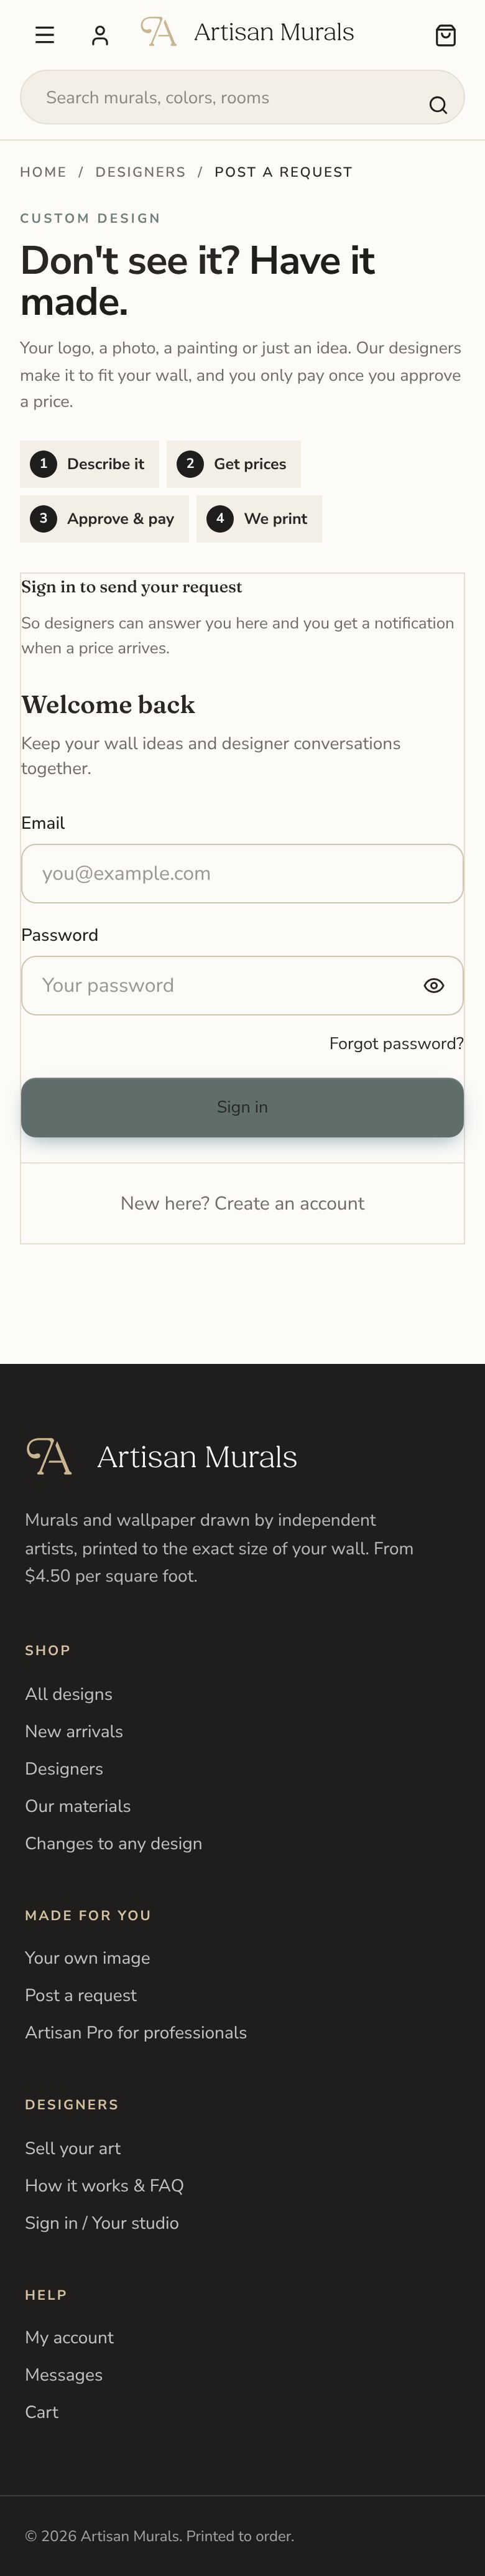 Artisan Murals
Search murals, colors, rooms
HOME / DESIGNERS / POST A REQUEST
CUSTOM DESIGN
Don't see it? Have it
made.
Your logo, a photo, a painting or just an idea. Our designers
make it to fit your wall, and you only pay once you approve
a price.
1 Describe it 2 Get prices
3 Approve & pay 4 We print
Sign in to send your request
So designers can answer you here and you get a notification
when a price arrives.
Welcome back
Keep your wall ideas and designer conversations
together.
Email
you@example.com
Password
Your password
Forgot password?
Sign in
New here? Create an account
Artisan Murals
Murals and wallpaper drawn by independent
artists, printed to the exact size of your wall. From
$4.50 per square foot.
SHOP
All designs
New arrivals
Designers
Our materials
Changes to any design
MADE FOR YOU
Your own image
Post a request
Artisan Pro for professionals
DESIGNERS
Sell your art
How it works & FAQ
Sign in / Your studio
HELP
My account
Messages
Cart
© 2026 Artisan Murals. Printed to order.